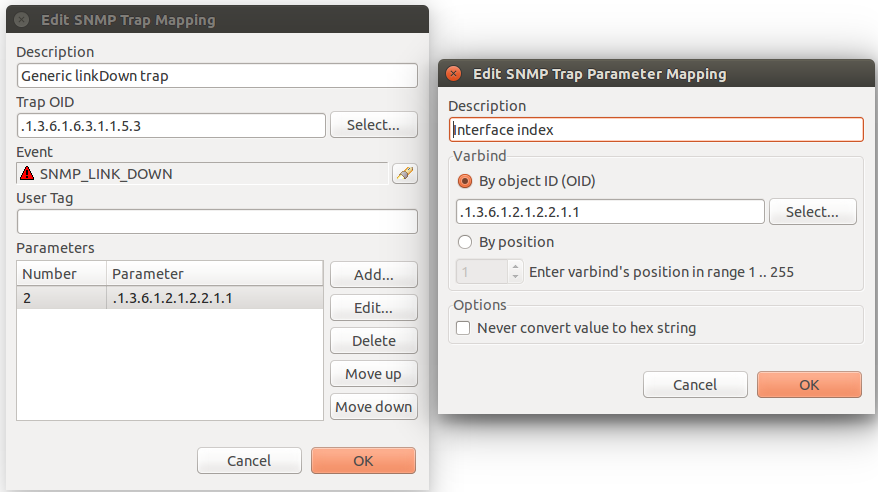 Edit SNMP Trap Mapping
Description
Generic linkDown trap
Trap OID
.1.3.6.1.6.3.1.1.5.3
Select...
Event
SNMP_LINK_DOWN
User Tag
Parameters
Number Parameter
2 .1.3.6.1.2.1.2.2.1.1
Add...
Edit...
Delete
Move up
Move down
Cancel
OK
Edit SNMP Trap Parameter Mapping
Description
Interface index
Varbind
By object ID (OID)
.1.3.6.1.2.1.2.2.1.1
Select...
By position
1
Enter varbind's position in range 1 .. 255
Options
Never convert value to hex string
Cancel
OK